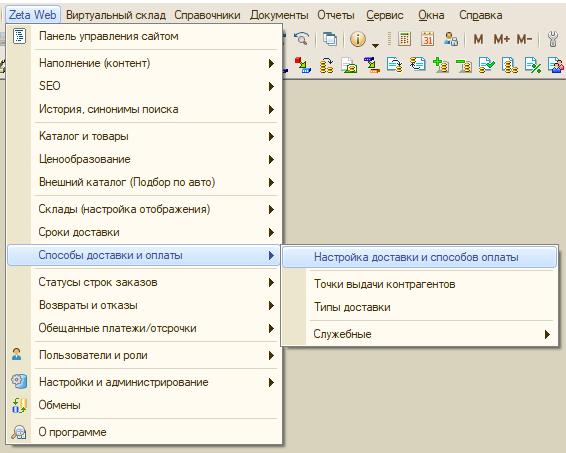 Zeta Web Виртуальный склад Справочники Документы Отчеты Сервис Окна Справка
M M+ M-
Панель управления сайтом
Наполнение (контент)
SEO
История, синонимы поиска
Каталог и товары
Ценообразование
Внешний каталог (Подбор по авто)
Склады (настройка отображения)
Сроки доставки
Способы доставки и оплаты
Настройка доставки и способов оплаты
Статусы строк заказов
Точки выдачи контрагентов
Возвраты и отказы
Типы доставки
Обещанные платежи/отсрочки
Служебные
Пользователи и роли
Настройки и администрирование
Обмены
О программе